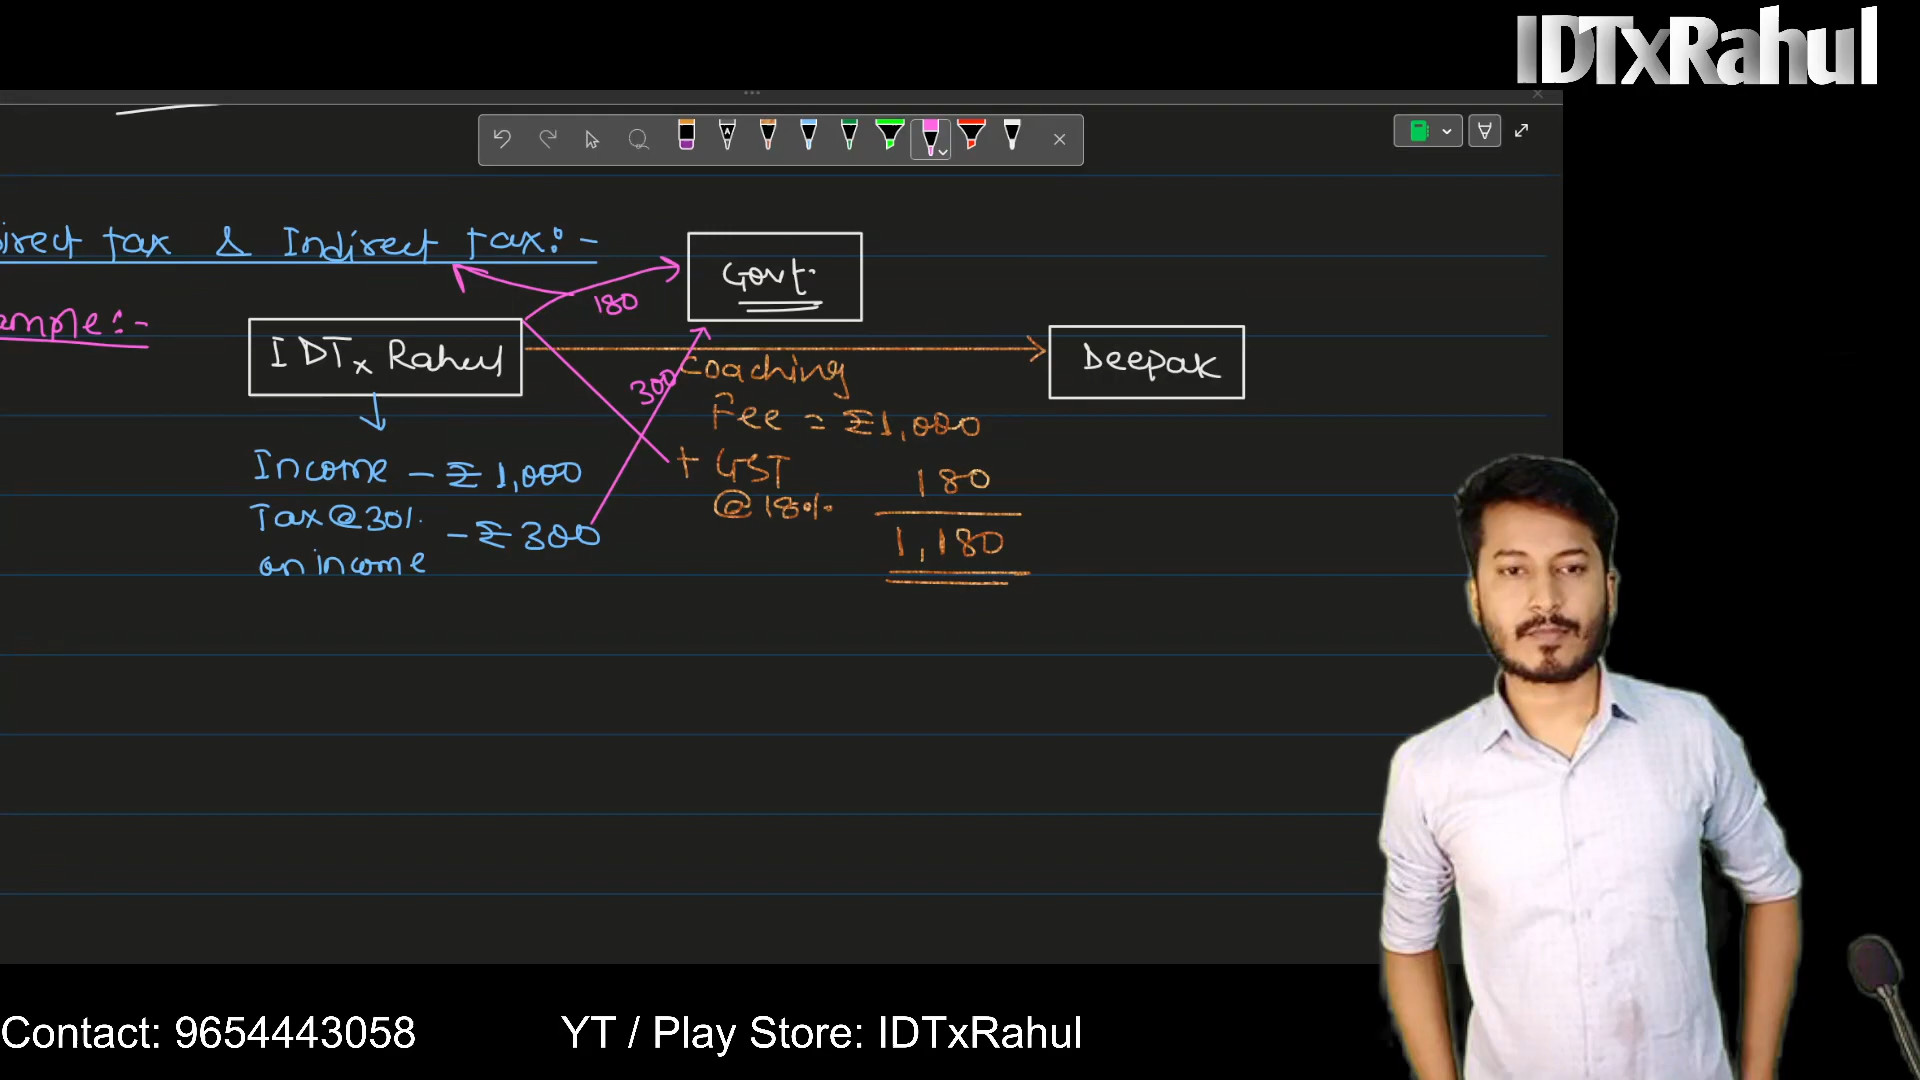 IDTxRahul
irect tax & Indirect tax:-
ample:-
Govt.
180
IDTx Rahul
Deepak
300
Coaching
Fee = ₹1,000
+ GST 180
@18%
1,180
Income - ₹1,000
Tax@30%
on income - ₹300
Contact: 9654443058 YT / Play Store: IDTxRahul